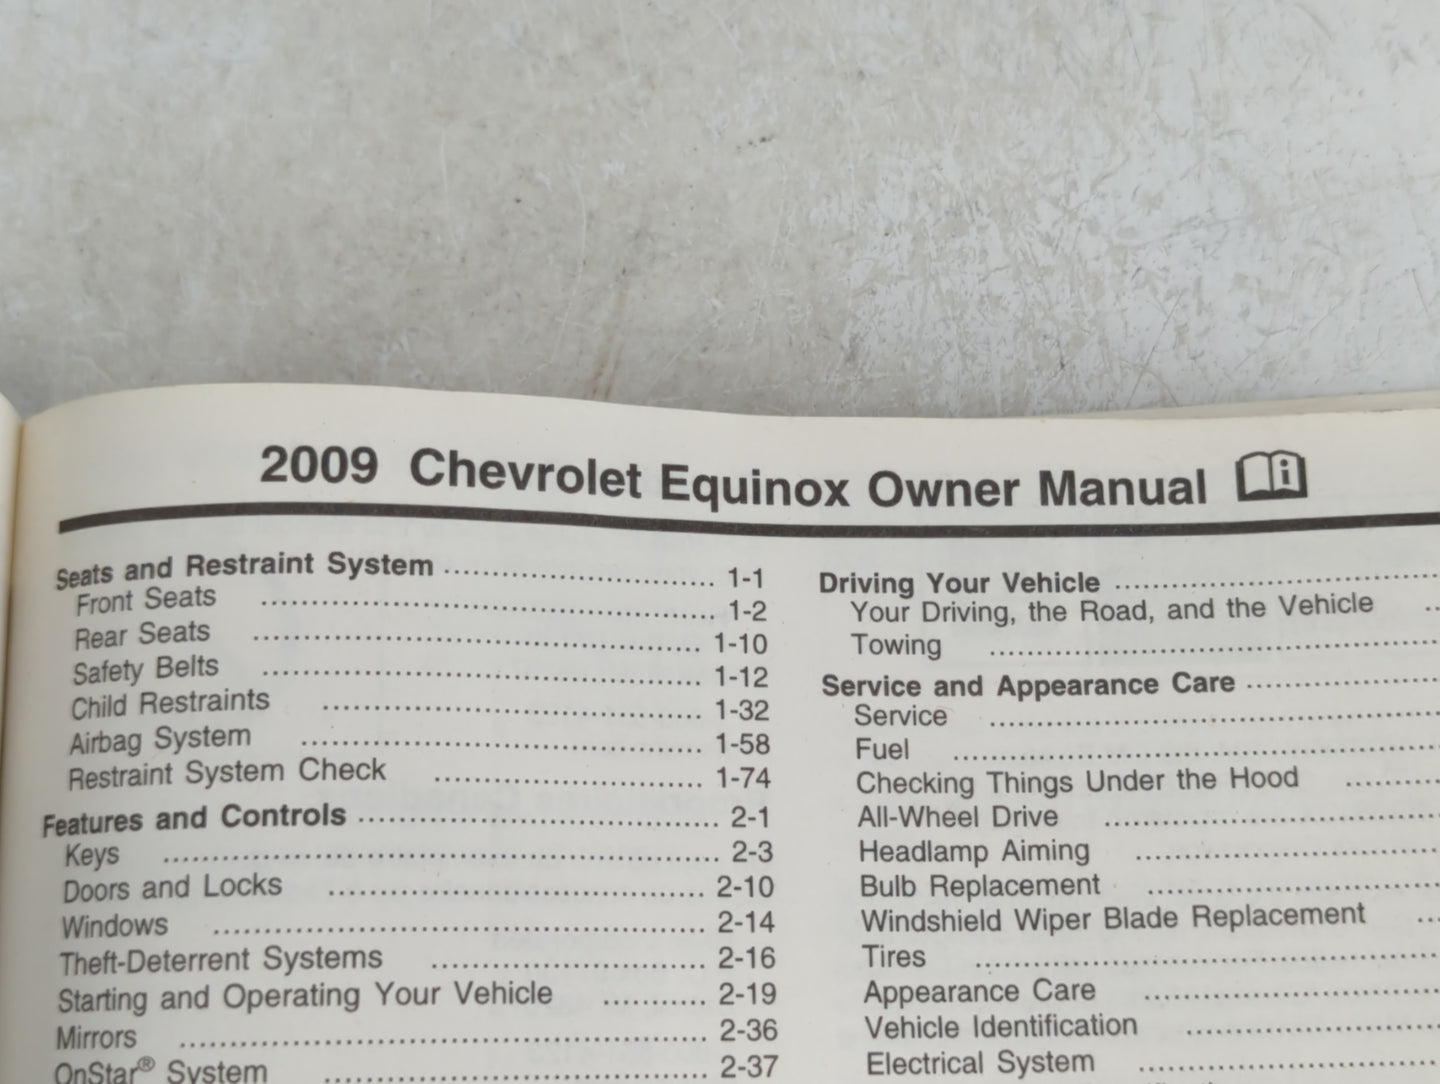 2009 Chevrolet Equinox Owner Manual
Seats and Restraint System ........................... 1-1
Front Seats ............................................. 1-2
Rear Seats ............................................. 1-10
Safety Belts ............................................ 1-12
Child Restraints ...................................... 1-32
Airbag System ........................................ 1-58
Restraint System Check ........................... 1-74
Features and Controls .................................... 2-1
Keys ........................................................ 2-3
Doors and Locks ...................................... 2-10
Windows ................................................. 2-14
Theft-Deterrent Systems ............................ 2-16
Starting and Operating Your Vehicle ........... 2-19
Mirrors ..................................................... 2-36
OnStar® System ....................................... 2-37
Driving Your Vehicle ................................
Your Driving, the Road, and the Vehicle ..
Towing .............................................
Service and Appearance Care ...................
Service .............................................
Fuel .................................................
Checking Things Under the Hood ..........
All-Wheel Drive ..................................
Headlamp Aiming ...............................
Bulb Replacement ..............................
Windshield Wiper Blade Replacement ...
Tires ................................................
Appearance Care ...............................
Vehicle Identification ..........................
Electrical System ...............................